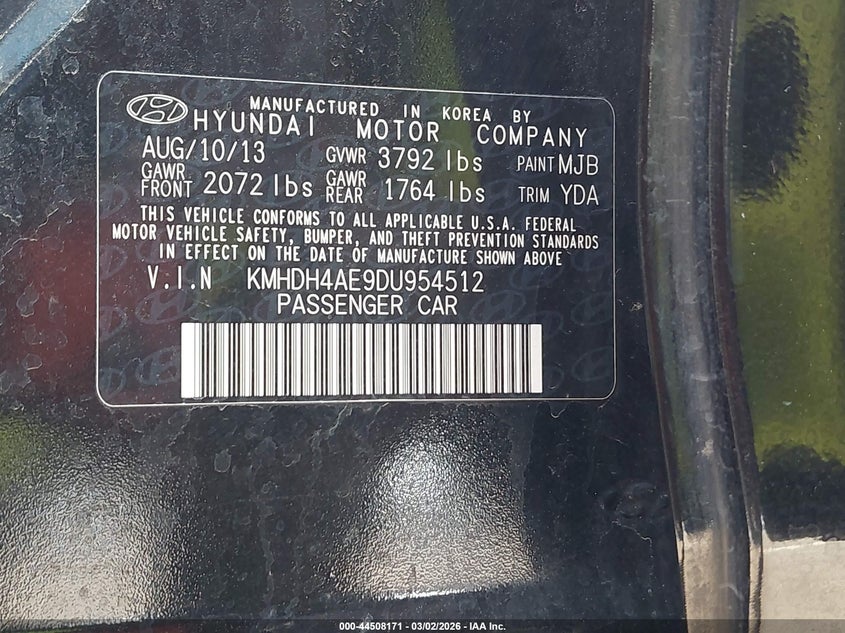 MANUFACTURED IN KOREA BY
HYUNDAI MOTOR COMPANY
AUG/10/13 GVWR 3792 lbs PAINT MJB
GAWR FRONT 2072 lbs GAWR REAR 1764 lbs TRIM YDA
THIS VEHICLE CONFORMS TO ALL APPLICABLE U.S.A. FEDERAL
MOTOR VEHICLE SAFETY, BUMPER, AND THEFT PREVENTION STANDARDS
IN EFFECT ON THE DATE OF MANUFACTURE SHOWN ABOVE
V.I.N KMHDH4AE9DU954512
PASSENGER CAR
000-44508171 - 03/02/2026 - IAA Inc.